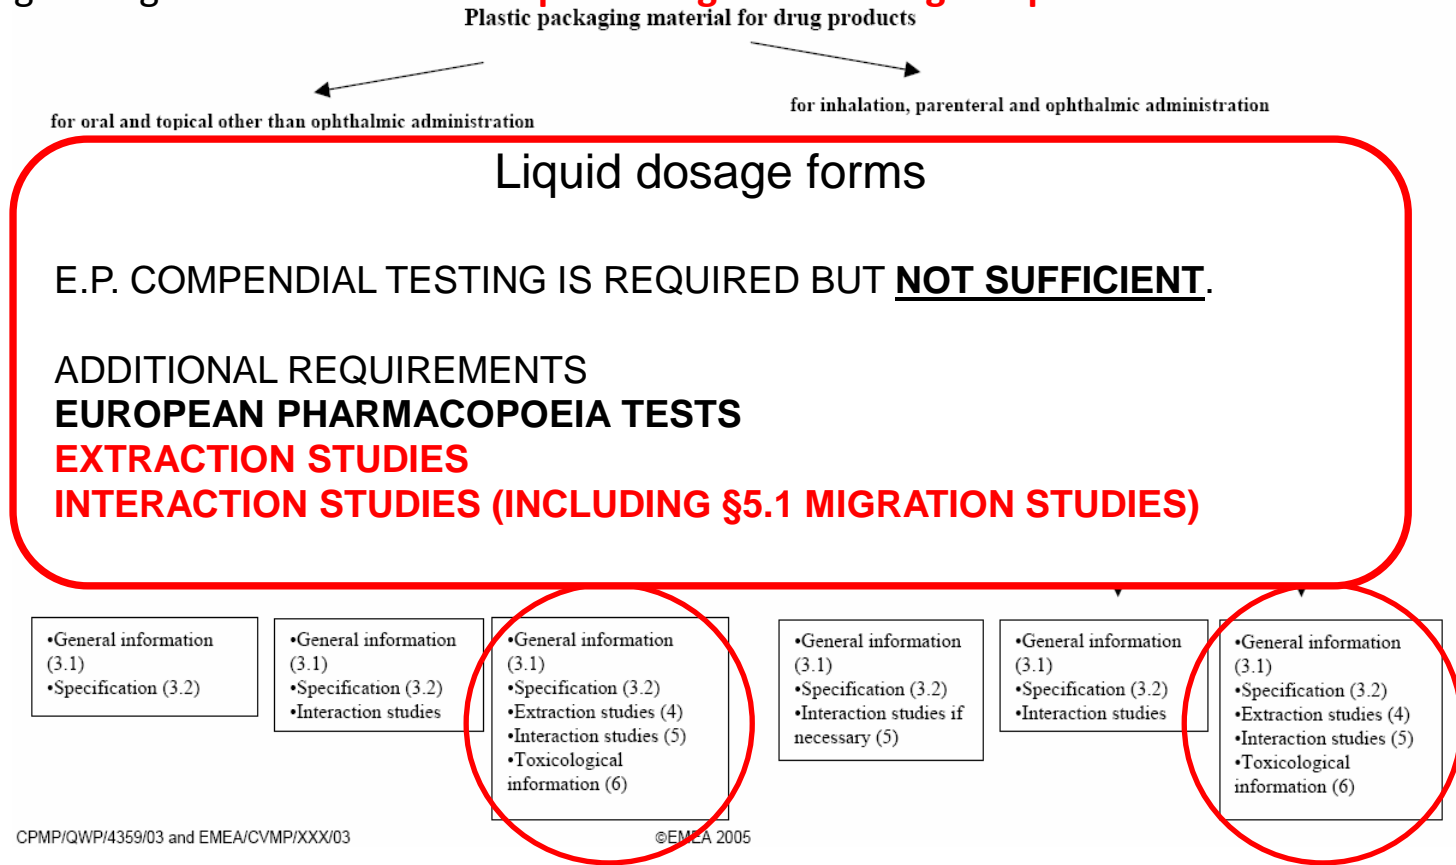 Plastic packaging material for drug products
for oral and topical other than ophthalmic administration
for inhalation, parenteral and ophthalmic administration
Liquid dosage forms
E.P. COMPENDIAL TESTING IS REQUIRED BUT NOT SUFFICIENT.
ADDITIONAL REQUIREMENTS
EUROPEAN PHARMACOPOEIA TESTS
EXTRACTION STUDIES
INTERACTION STUDIES (INCLUDING §5.1 MIGRATION STUDIES)
•General information
(3.1)
•Specification (3.2)
•General information
(3.1)
•Specification (3.2)
•Interaction studies
•General information
(3.1)
•Specification (3.2)
•Extraction studies (4)
•Interaction studies (5)
•Toxicological
information (6)
•General information
(3.1)
•Specification (3.2)
•Interaction studies if
necessary (5)
•General information
(3.1)
•Specification (3.2)
•Interaction studies
•General information
(3.1)
•Specification (3.2)
•Extraction studies (4)
•Interaction studies (5)
•Toxicological
information (6)
CPMP/QWP/4359/03 and EMEA/CVMP/XXX/03
©EMEA 2005